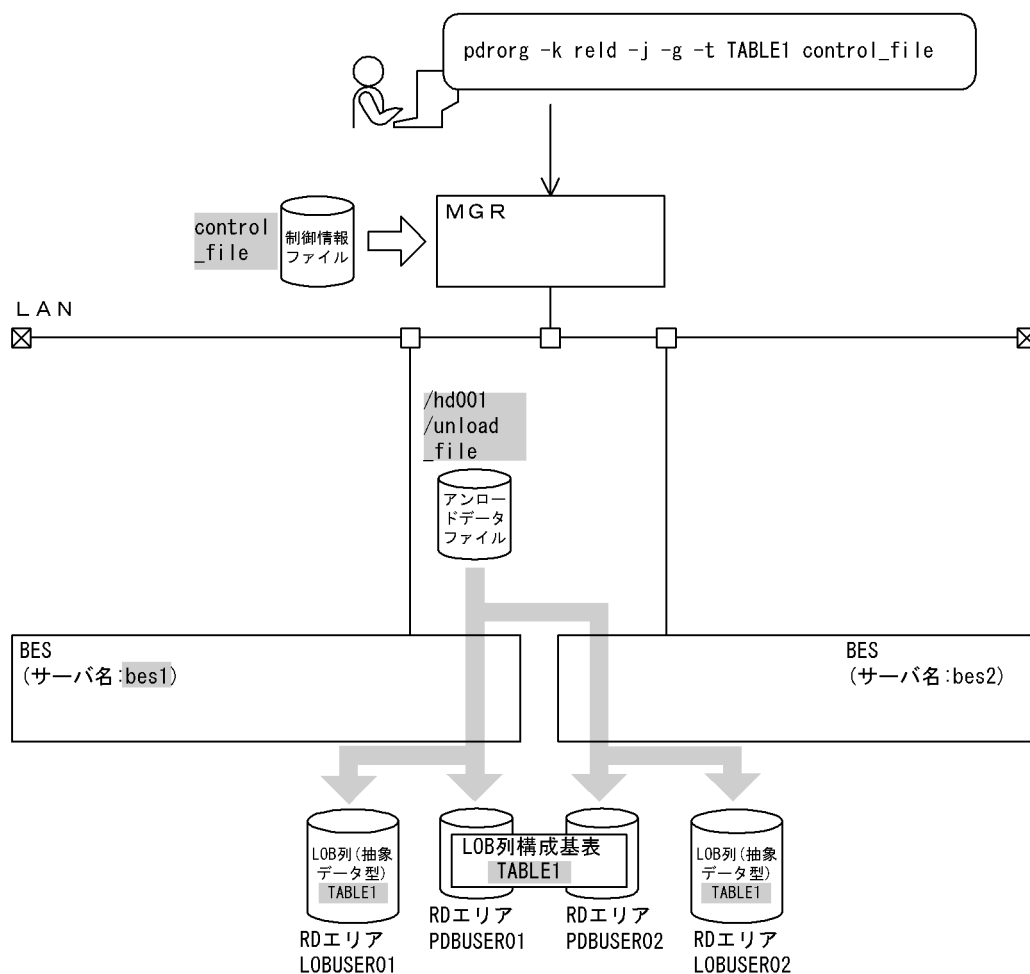 pdrorg -k reld -j -g -t TABLE1 control_file
MGR
control
_file
制御情報
ファイル
LAN
/hd001
/unload
_file
アンロー
ドデータ
ファイル
BES
(サーバ名:bes1)
BES
(サーバ名:bes2)
LOB列(抽象
データ型)
TABLE1
LOB列構成基表
TABLE1
LOB列(抽象
データ型)
TABLE1
RDエリア
LOBUSER01
RDエリア
PDBUSER01
RDエリア
PDBUSER02
RDエリア
LOBUSER02